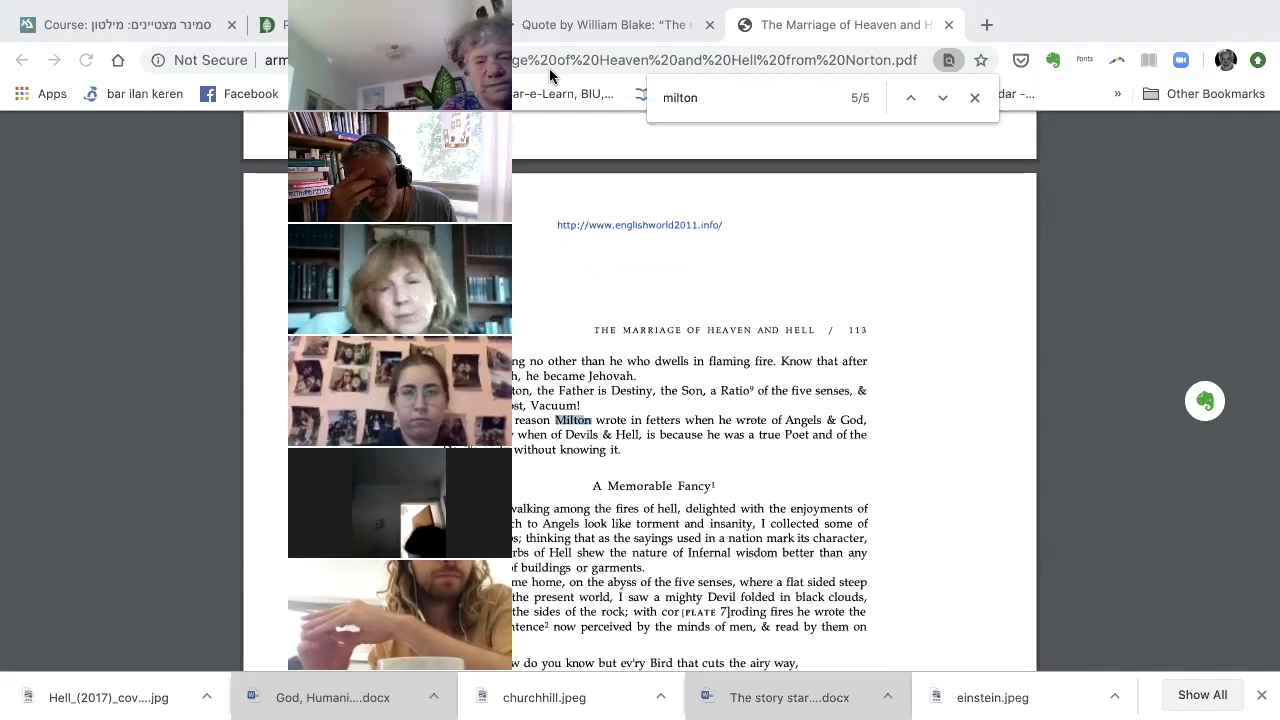 Course: סמינר מצטיינים: מילטון
Quote by William Blake: “The r
The Marriage of Heaven and H
Not Secure
arm
ge%20of%20Heaven%20and%20Hell%20from%20Norton.pdf
fonts
Apps
bar ilan keren
Facebook
ar-e-Learn, BIU,...
dar -...
»
Other Bookmarks
milton
5/5
http://www.englishworld2011.info/
THE MARRIAGE OF HEAVEN AND HELL / 113
ng no other than he who dwells in flaming fire. Know that after
h, he became Jehovah.
ton, the Father is Destiny, the Son, a Ratio⁹ of the five senses, &
ost, Vacuum!
reason Milton wrote in fetters when he wrote of Angels & God,
when of Devils & Hell, is because he was a true Poet and of the
without knowing it.
A Memorable Fancy¹
walking among the fires of hell, delighted with the enjoyments of
ch to Angels look like torment and insanity, I collected some of
os; thinking that as the sayings used in a nation mark its character,
rbs of Hell shew the nature of Infernal wisdom better than any
of buildings or garments.
me home, on the abyss of the five senses, where a flat sided steep
the present world, I saw a mighty Devil folded in black clouds,
the sides of the rock; with cor [PLATE 7]roding fires he wrote the
ntence² now perceived by the minds of men, & read by them on
w do you know but ev'ry Bird that cuts the airy way,
Hell_(2017)_cov....jpg
God, Humani....docx
churchhill.jpeg
The story star....docx
einstein.jpeg
Show All